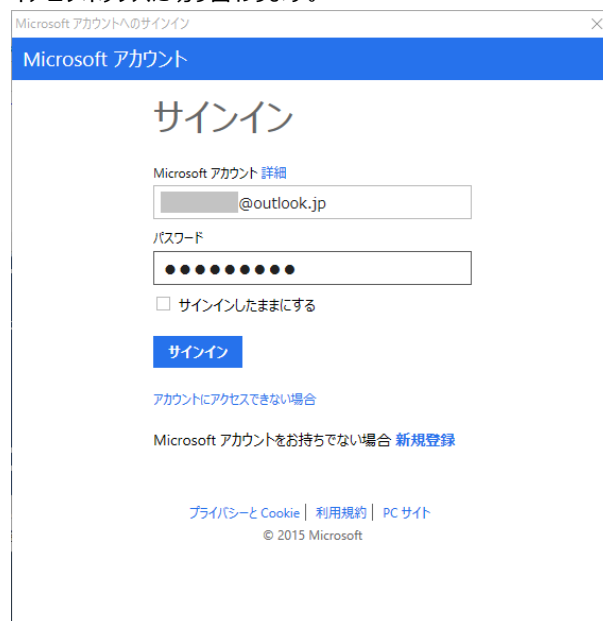 Microsoft アカウントへのサインイン
Microsoft アカウント
サインイン
Microsoft アカウント 詳細
@outlook.jp
パスワード
●●●●●●●●●
サインインしたままにする
サインイン
アカウントにアクセスできない場合
Microsoft アカウントをお持ちでない場合 新規登録
プライバシーと Cookie | 利用規約 | PC サイト
© 2015 Microsoft